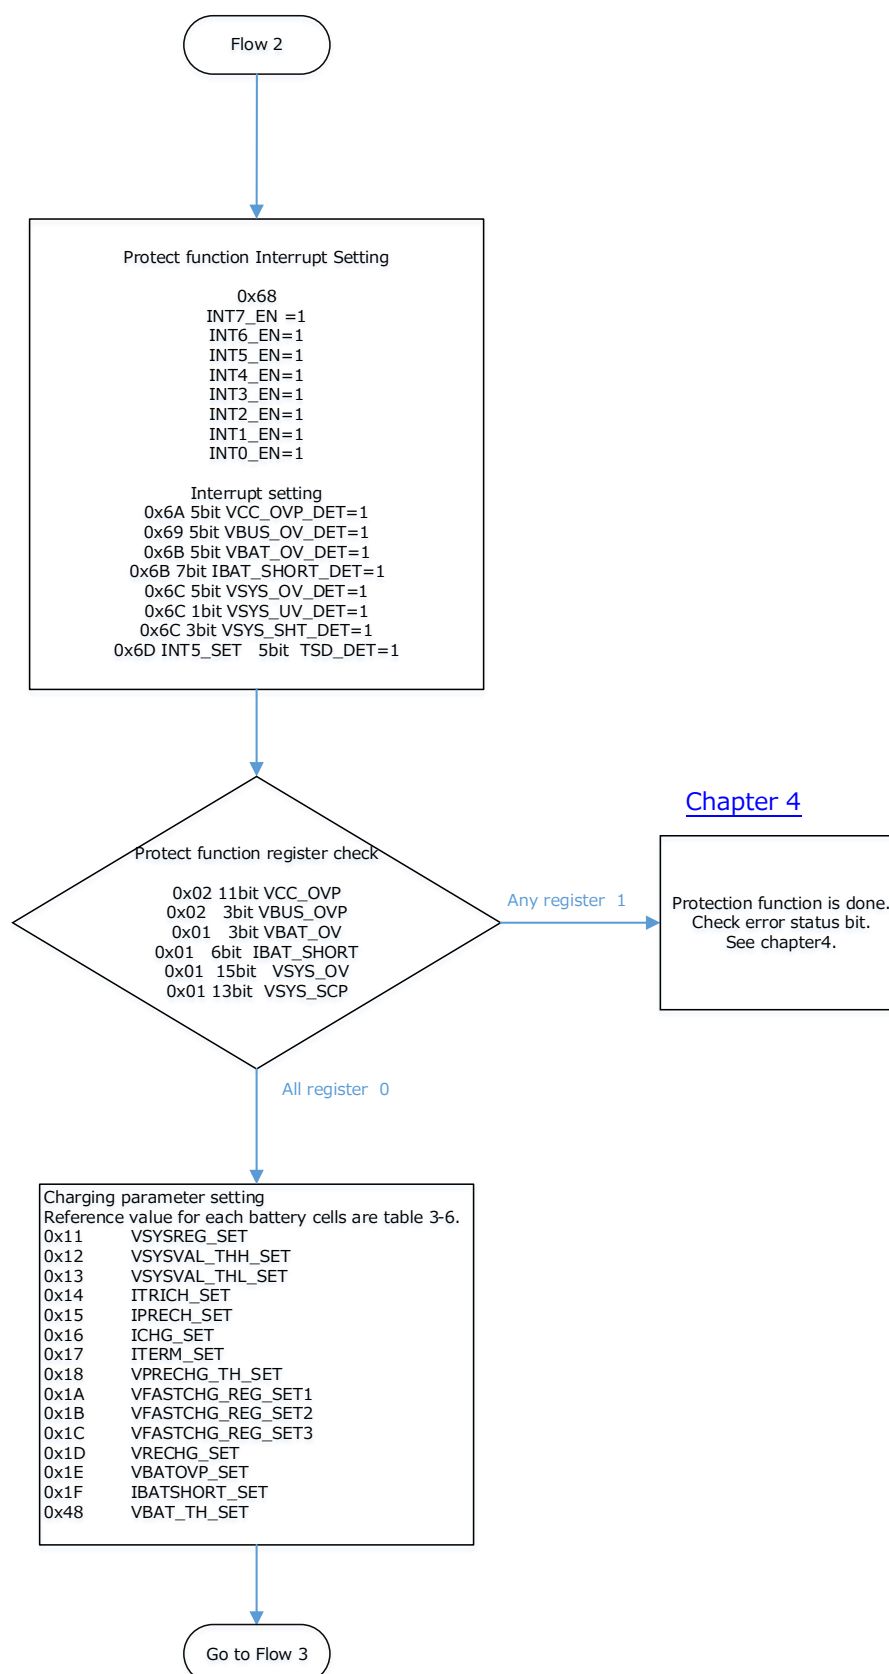 Flow 2
Protect function Interrupt Setting
0x68
INT7_EN =1
INT6_EN=1
INT5_EN=1
INT4_EN=1
INT3_EN=1
INT2_EN=1
INT1_EN=1
INT0_EN=1
Interrupt setting
0x6A 5bit VCC_OVP_DET=1
0x69 5bit VBUS_OV_DET=1
0x6B 5bit VBAT_OV_DET=1
0x6B 7bit IBAT_SHORT_DET=1
0x6C 5bit VSYS_OV_DET=1
0x6C 1bit VSYS_UV_DET=1
0x6C 3bit VSYS_SHT_DET=1
0x6D INT5_SET 5bit TSD_DET=1
Protect function register check
0x02 11bit VCC_OVP
0x02 3bit VBUS_OVP
0x01 3bit VBAT_OV
0x01 6bit IBAT_SHORT
0x01 15bit VSYS_OV
0x01 13bit VSYS_SCP
Any register 1
Chapter 4
Protection function is done.
Check error status bit.
See chapter4.
All register 0
Charging parameter setting
Reference value for each battery cells are table 3-6.
0x11 VSYSREG_SET
0x12 VSYSVAL_THH_SET
0x13 VSYSVAL_THL_SET
0x14 ITRICH_SET
0x15 IPRECH_SET
0x16 ICHG_SET
0x17 ITERM_SET
0x18 VPRECHG_TH_SET
0x1A VFASTCHG_REG_SET1
0x1B VFASTCHG_REG_SET2
0x1C VFASTCHG_REG_SET3
0x1D VRECHG_SET
0x1E VBATOVP_SET
0x1F IBATSHORT_SET
0x48 VBAT_TH_SET
Go to Flow 3